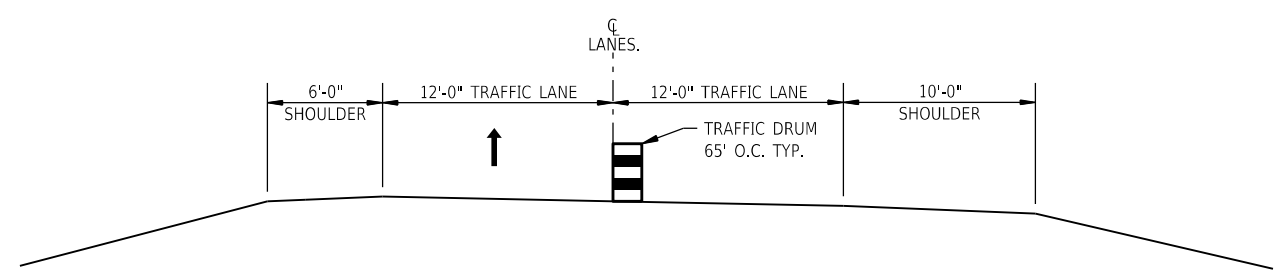 ℄
LANES.
6'-0"
SHOULDER
12'-0" TRAFFIC LANE
12'-0" TRAFFIC LANE
10'-0"
SHOULDER
TRAFFIC DRUM
65' O.C. TYP.